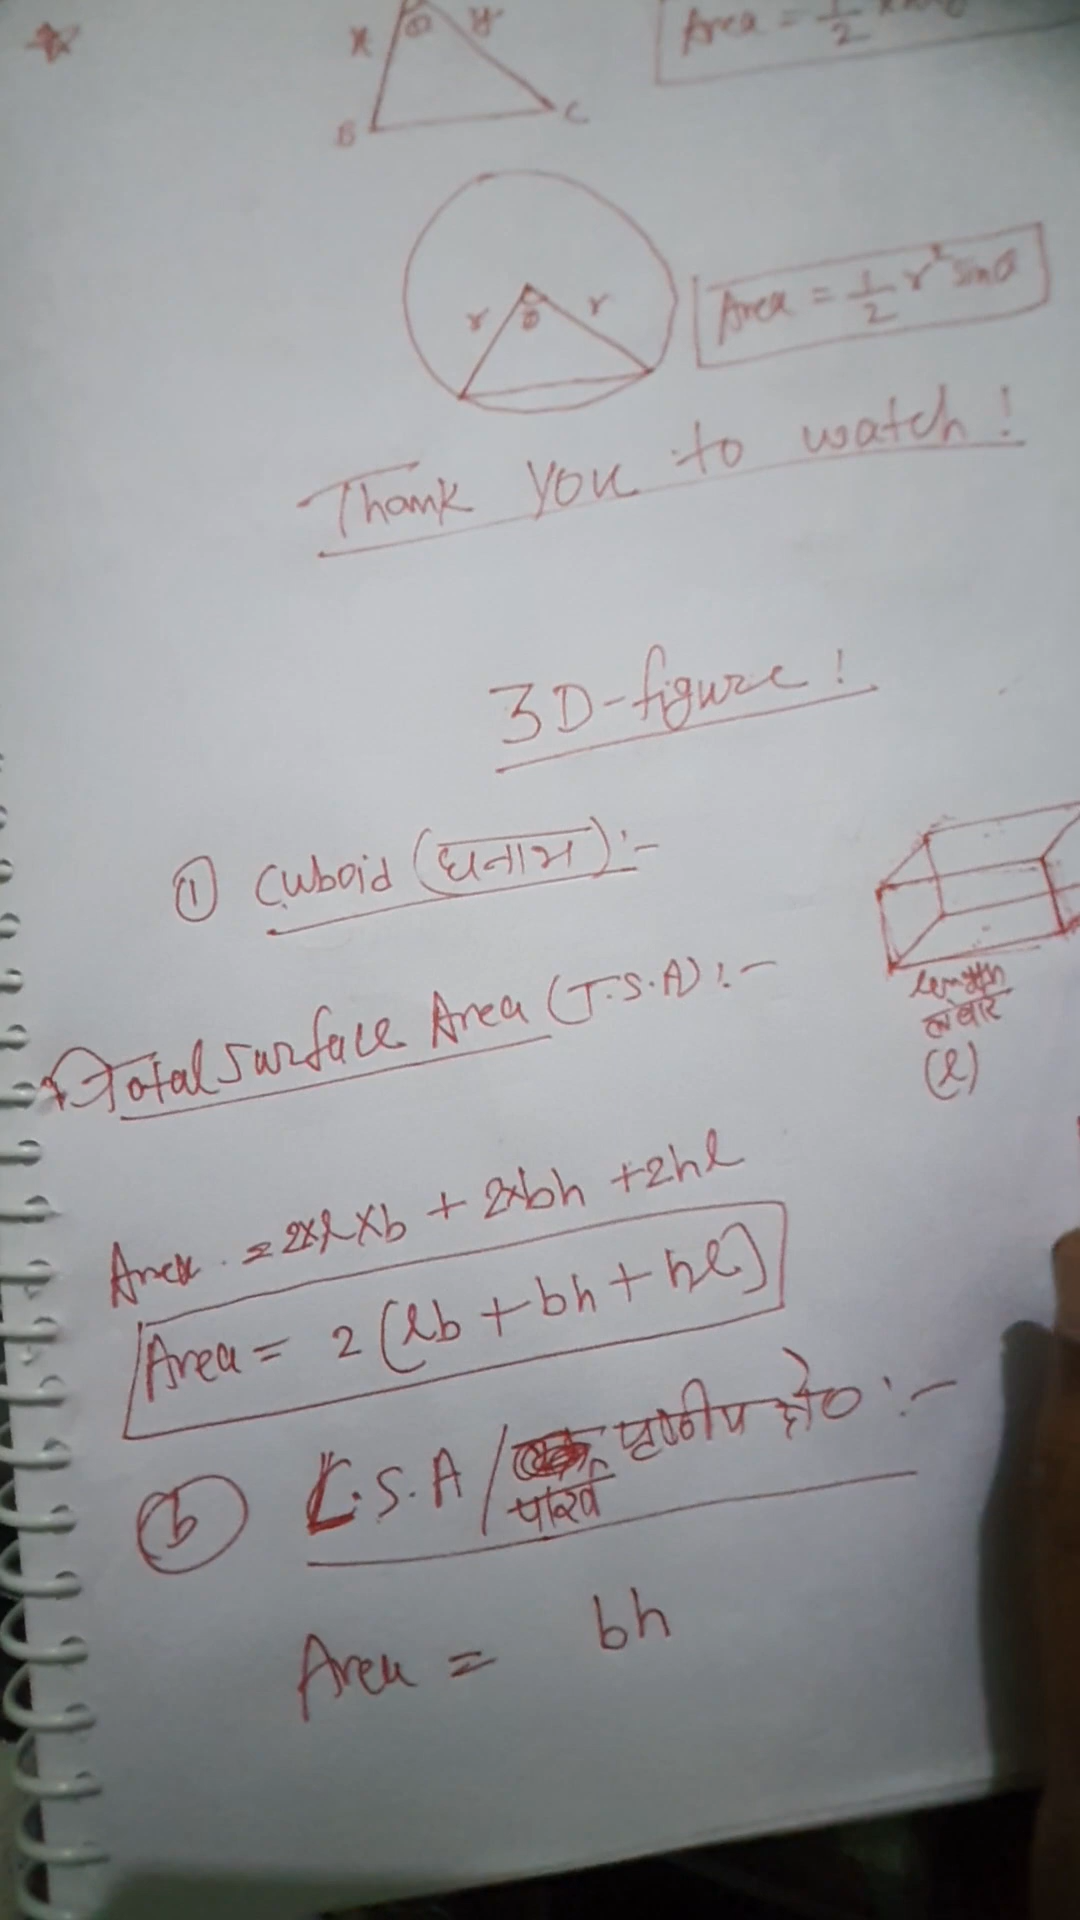 x θ y
Area = 1/2
B C
r θ r
Area = 1/2 r² sinθ
Thank you to watch!
3D-figure!
① Cuboid (घनाभ):-
length
लंबाई
(l)
Total Surface Area (T.S.A):-
Area = 2×l×b + 2×bh + 2hl
Area = 2(lb + bh + hl)
ⓑ L.S.A/ पार्श्व पृष्ठीय क्षे०:-
Area = bh